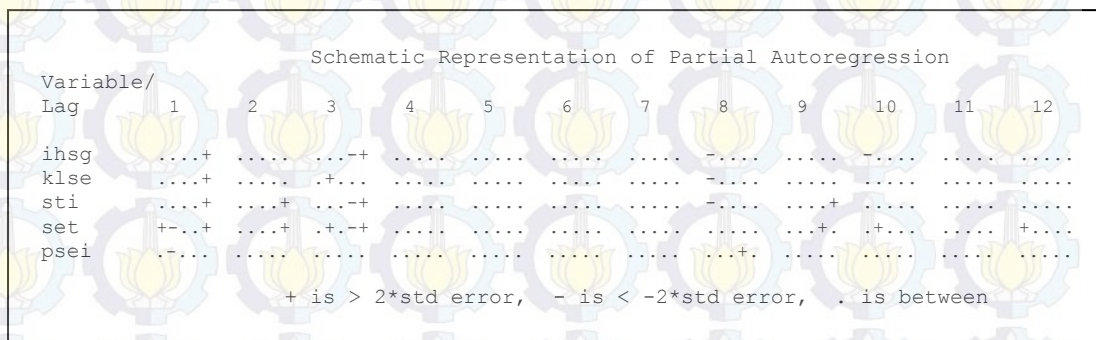 Schematic Representation of Partial Autoregression
Variable/
Lag 1 2 3 4 5 6 7 8 9 10 11 12
ihsg ....+ ..... ...-+ ..... ..... ..... ..... -.... ..... -.... ..... .....
klse ....+ ..... .+... ..... ..... ..... ..... -.... ..... ..... ..... .....
sti ....+ ....+ ...-+ ..... ..... ..... ..... -.... ....+ ..... ..... .....
set +-..+ ....+ .+.-+ ..... ..... ..... ..... ..... ...+. .+... ..... +....
psei .-... ..... ..... ..... ..... ..... ..... ...+. ..... ..... ..... .....
+ is > 2*std error, - is < -2*std error, . is between